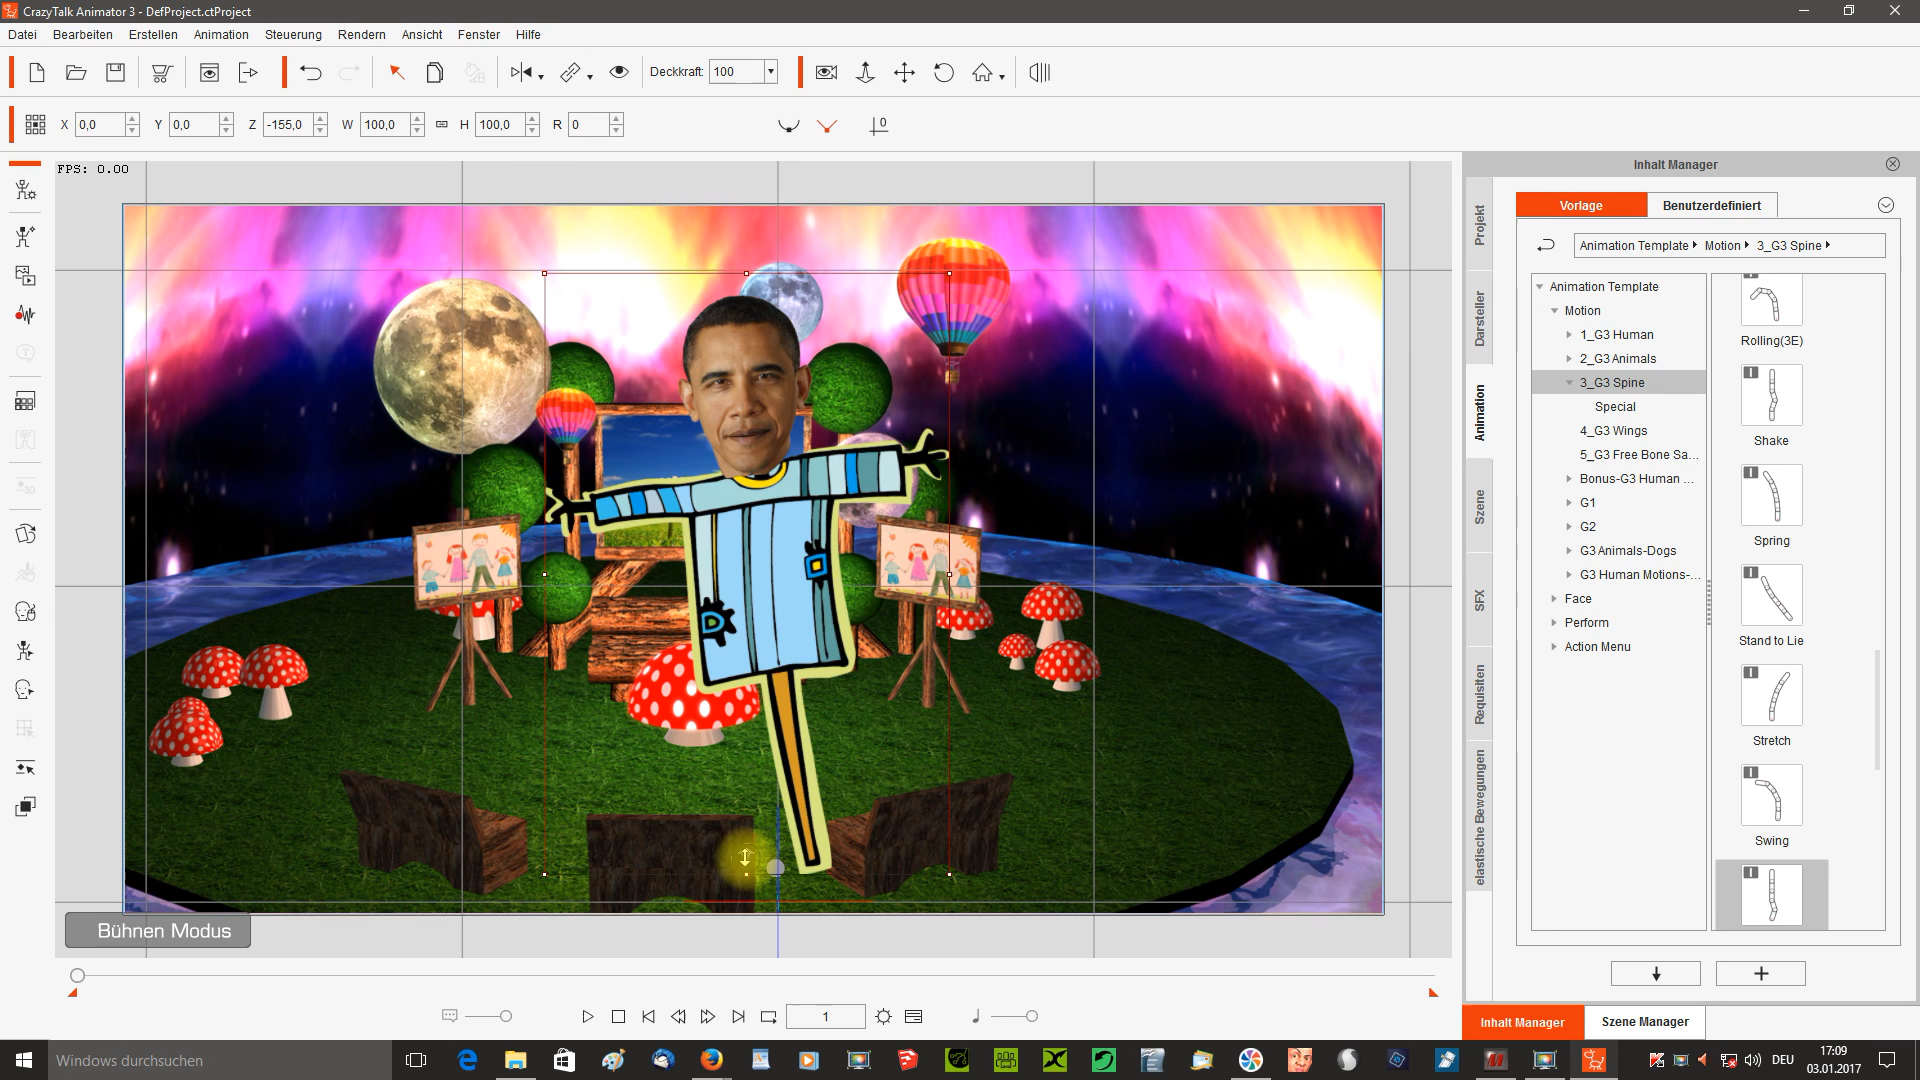 CrazyTalk Animator 3 - DefProject.ctProject
Datei Bearbeiten Erstellen Animation Steuerung Rendern Ansicht Fenster Hilfe
Deckkraft: 100
X 0,0 Y 0,0 Z -155,0 W 100,0 H 100,0 R 0 0
FPS: 0.00
Inhalt Manager
Vorlage Benutzerdefiniert
Animation Template Motion 3_G3 Spine
Projekt
Darsteller
Animation
Szene
SFX
Requisiten
elastische Bewegungen
Animation Template
Motion
1_G3 Human
2_G3 Animals
3_G3 Spine
Special
4_G3 Wings
5_G3 Free Bone Sa...
Bonus-G3 Human ...
G1
G2
G3 Animals-Dogs
G3 Human Motions-...
Face
Perform
Action Menu
Rolling(3E)
Shake
Spring
Stand to Lie
Stretch
Swing
D
Bühnen Modus
1
Inhalt Manager Szene Manager
Windows durchsuchen
DEU
17:09
03.01.2017